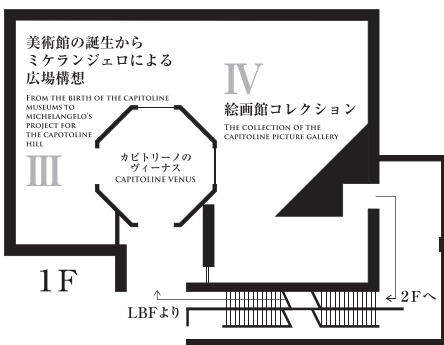 美術館の誕生から
ミケランジェロによる
広場構想
FROM THE BIRTH OF THE CAPITOLINE
MUSEUMS TO
MICHELANGELO'S
PROJECT FOR
THE CAPOTOLINE
HILL
III
IV
絵画館コレクション
THE COLLECTION OF THE
CAPITOLINE PICTURE GALLERY
カピトリーノの
ヴィーナス
CAPITOLINE VENUS
1F
LBFより
2Fへ